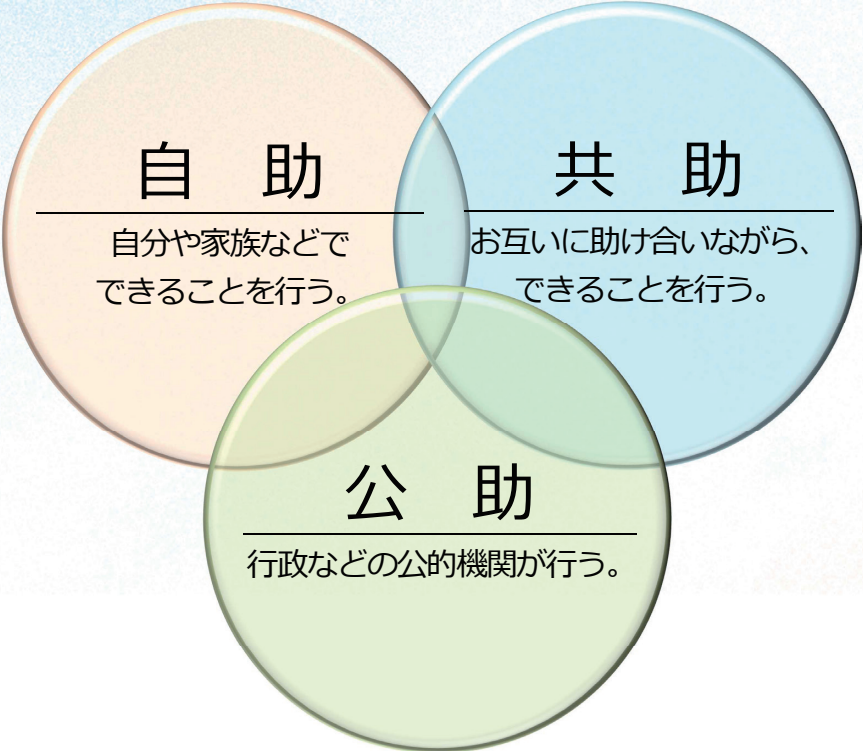 自　助
自分や家族などで
できることを行う。
共　助
お互いに助け合いながら、
できることを行う。
公　助
行政などの公的機関が行う。